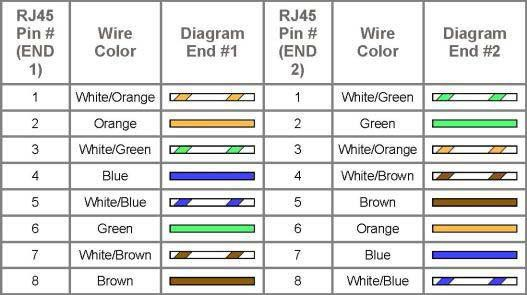 RJ45 Pin # (END 1) Wire Color Diagram End #1 RJ45 Pin # (END 2) Wire Color Diagram End #2
1 White/Orange 1 White/Green
2 Orange 2 Green
3 White/Green 3 White/Orange
4 Blue 4 White/Brown
5 White/Blue 5 Brown
6 Green 6 Orange
7 White/Brown 7 Blue
8 Brown 8 White/Blue